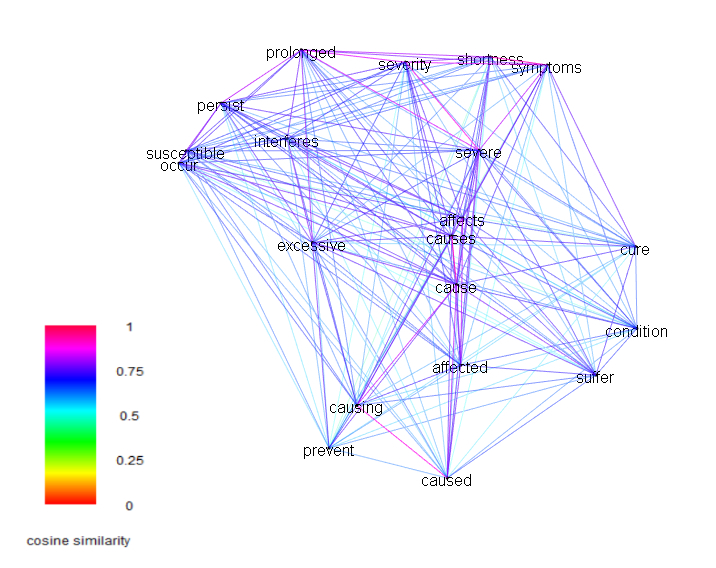 prolonged
severity
shortness
symptoms
persist
interferes
susceptible
occur
severe
affects
causes
excessive
cure
cause
condition
affected
suffer
causing
prevent
caused
1
0.75
0.5
0.25
0
cosine similarity